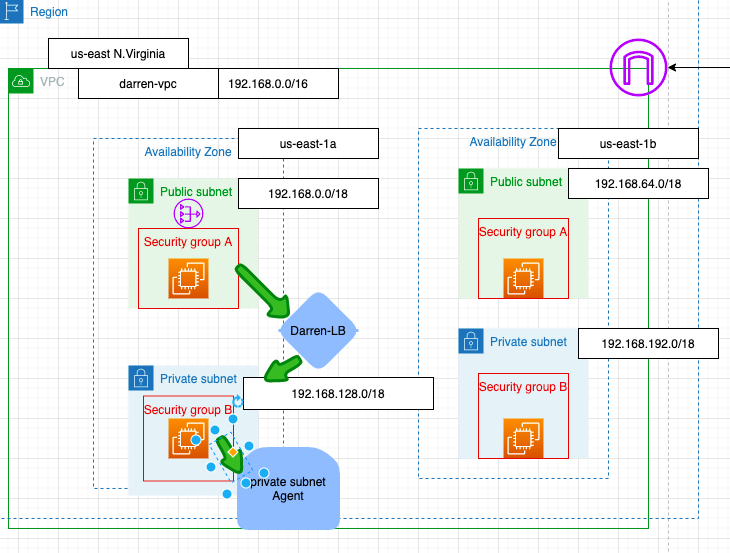 Region
us-east N.Virginia
VPC
darren-vpc
192.168.0.0/16
Availability Zone
us-east-1a
Availability Zone
us-east-1b
Public subnet
192.168.0.0/18
Public subnet
192.168.64.0/18
Security group A
Security group A
Darren-LB
Private subnet
192.168.192.0/18
Private subnet
192.168.128.0/18
Security group B
Security group B
private subnet
Agent